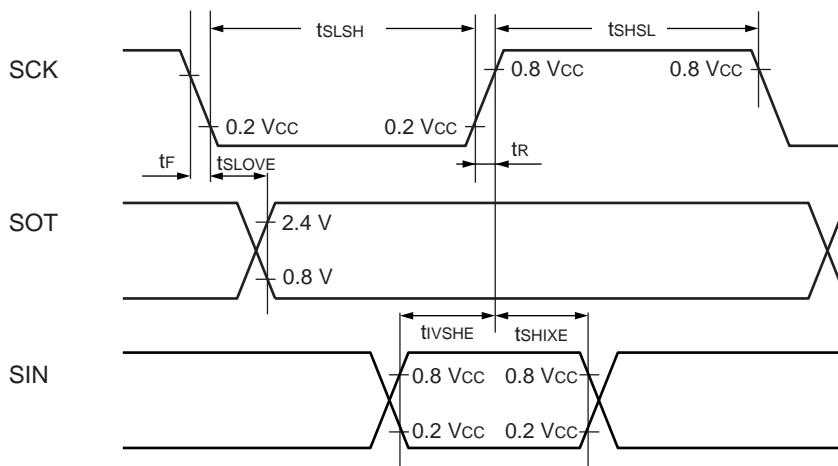 tSLSH
tSHSL
SCK
0.8 VCC
0.8 VCC
0.2 VCC
0.2 VCC
tF
tSLOVE
tR
SOT
2.4 V
0.8 V
tIVSHE
tSHIXE
SIN
0.8 VCC
0.8 VCC
0.2 VCC
0.2 VCC